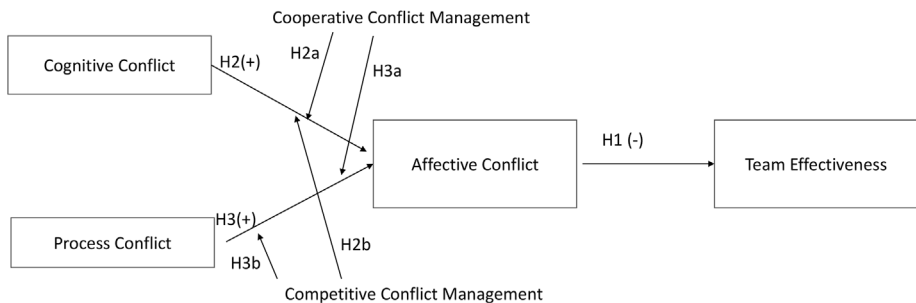 Cooperative Conflict Management
H2(+)
H2a
Cognitive Conflict
H3a
H1 (-)
Affective Conflict
Team Effectiveness
H3(+)
Process Conflict
H2b
H3b
Competitive Conflict Management